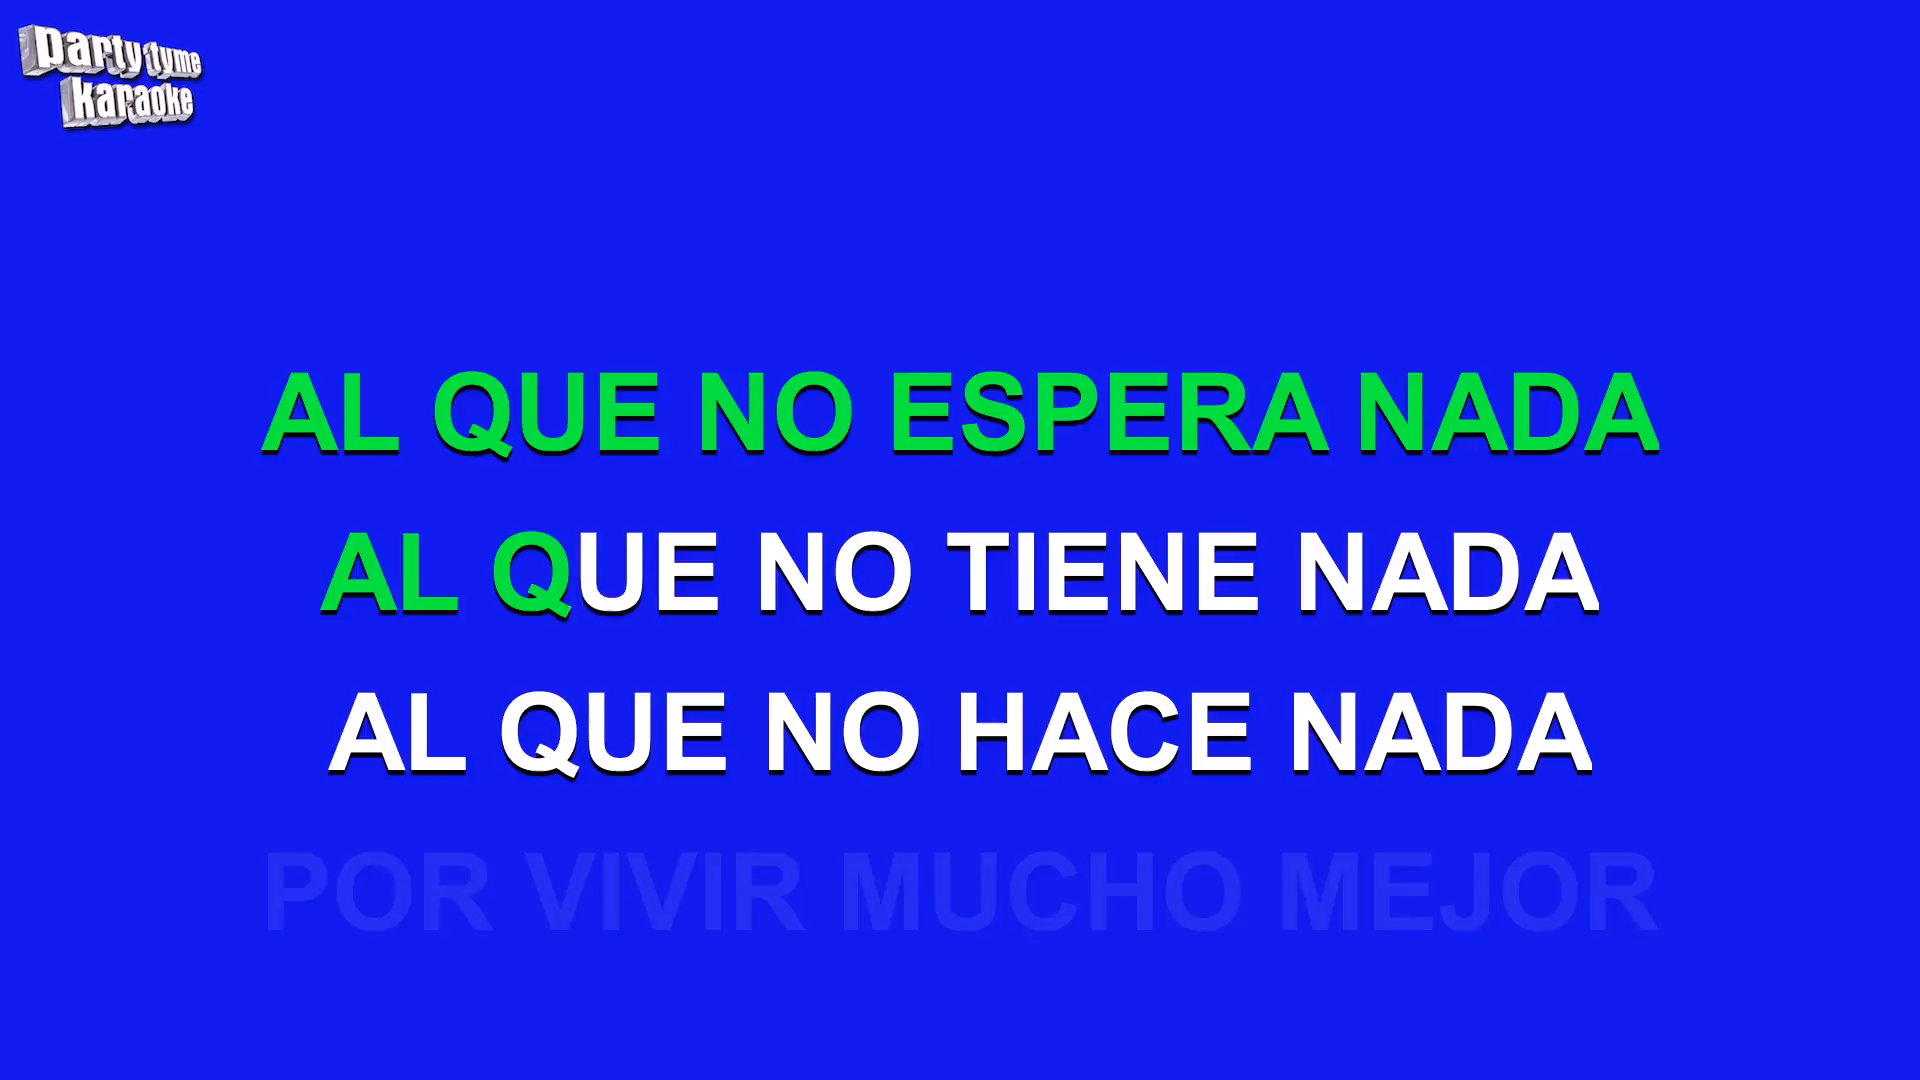 party tyme
karaoke
AL QUE NO ESPERA NADA
AL QUE NO TIENE NADA
AL QUE NO HACE NADA
POR VIVIR MUCHO MEJOR